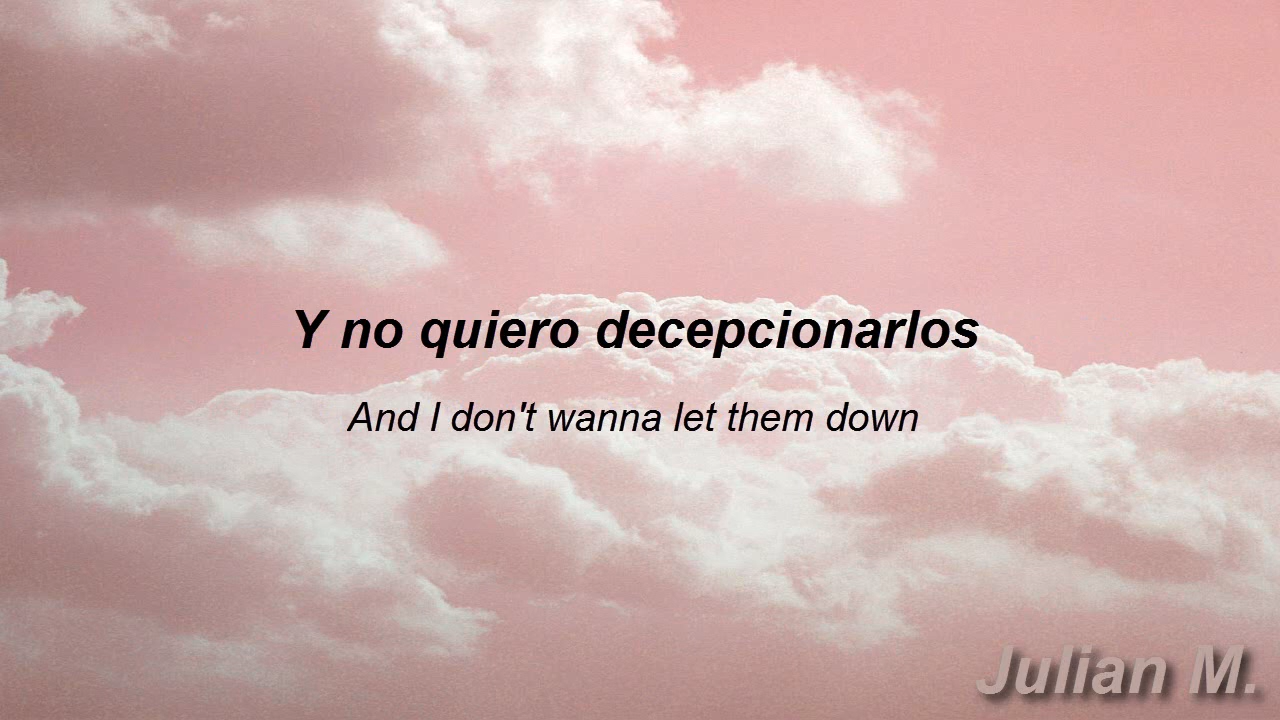 Y no quiero decepcionarlos
And I don't wanna let them down
Julian M.